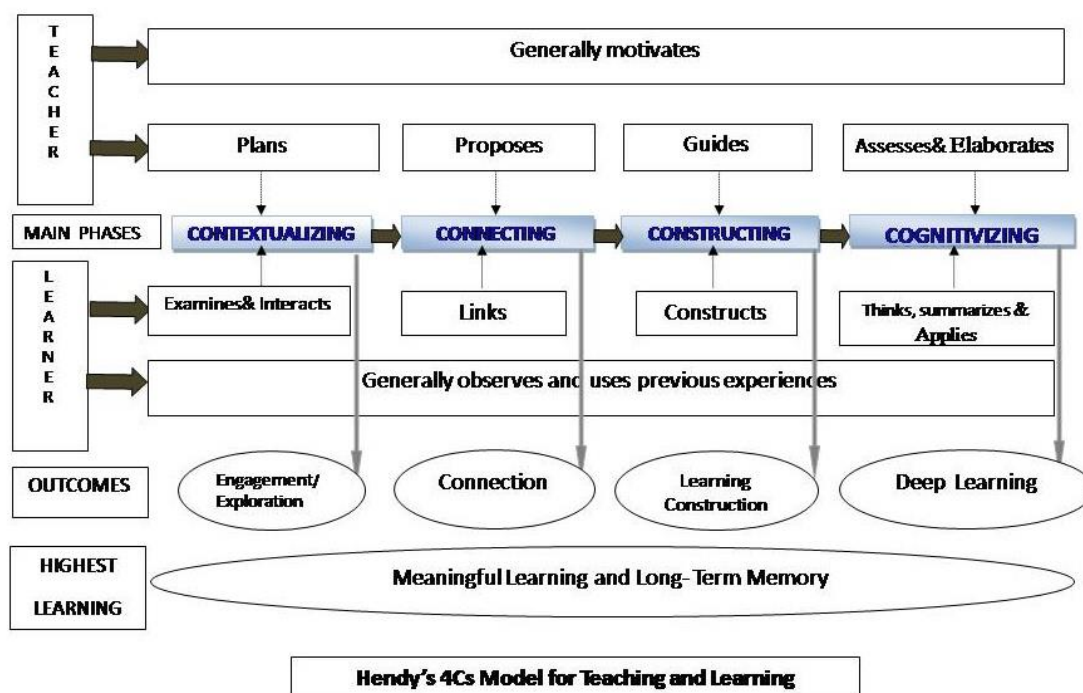 TEACHER
Generally motivates
Plans
Proposes
Guides
Assesses& Elaborates
MAIN PHASES
CONTEXTUALIZING
CONNECTING
CONSTRUCTING
COGNITIVIZING
LEARNER
Examines& Interacts
Links
Constructs
Thinks, summarizes &
Applies
Generally observes and uses previous experiences
OUTCOMES
Engagement/
Exploration
Connection
Learning
Construction
Deep Learning
HIGHEST
LEARNING
Meaningful Learning and Long- Term Memory
Hendy's 4Cs Model for Teaching and Learning